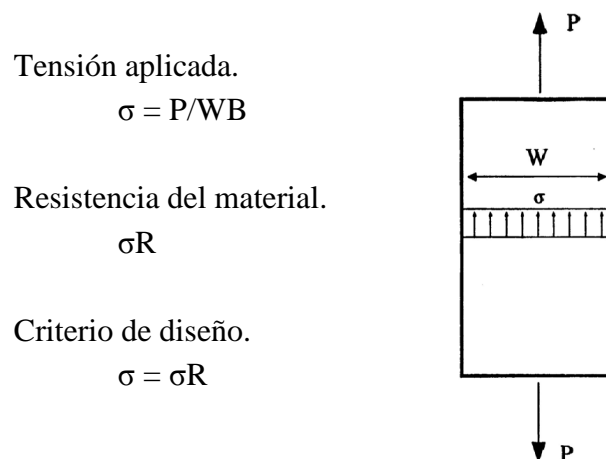 Tensión aplicada.
σ = P/WB
Resistencia del material.
σR
Criterio de diseño.
σ = σR
P
W
σ
P